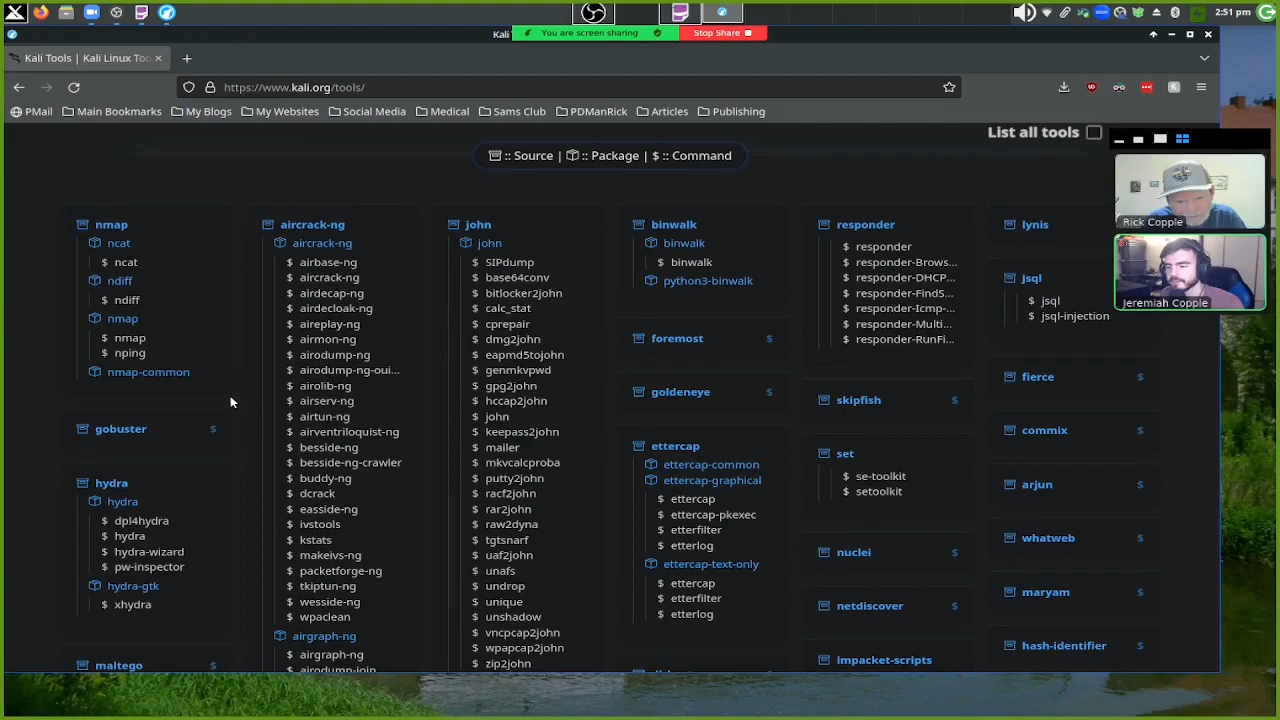 2:51 pm
Kali
You are screen sharing
Stop Share
Kali Tools | Kali Linux Too
https://www.kali.org/tools/
PMail
Main Bookmarks
My Blogs
My Websites
Social Media
Medical
Sams Club
PDManRick
Articles
Publishing
List all tools
:: Source | :: Package | $ :: Command
nmap
ncat
$ ncat
ndiff
$ ndiff
nmap
$ nmap
$ nping
nmap-common
gobuster $
hydra
hydra
$ dpl4hydra
$ hydra
$ hydra-wizard
$ pw-inspector
hydra-gtk
$ xhydra
maltego $
aircrack-ng
aircrack-ng
$ airbase-ng
$ aircrack-ng
$ airdecap-ng
$ airdecloak-ng
$ aireplay-ng
$ airmon-ng
$ airodump-ng
$ airodump-ng-oui...
$ airolib-ng
$ airserv-ng
$ airtun-ng
$ airventriloquist-ng
$ besside-ng
$ besside-ng-crawler
$ buddy-ng
$ dcrack
$ easside-ng
$ ivstools
$ kstats
$ makeivs-ng
$ packetforge-ng
$ tkiptun-ng
$ wesside-ng
$ wpaclean
airgraph-ng
$ airgraph-ng
$ airodump-join
john
john
$ SIPdump
$ base64conv
$ bitlocker2john
$ calc_stat
$ cprepair
$ dmg2john
$ eapmd5tojohn
$ genmkvpwd
$ gpg2john
$ hccap2john
$ john
$ keepass2john
$ mailer
$ mkvcalcproba
$ putty2john
$ racf2john
$ rar2john
$ raw2dyna
$ tgtsnarf
$ uaf2john
$ unafs
$ undrop
$ unique
$ unshadow
$ vncpcap2john
$ wpapcap2john
$ zip2john
binwalk
binwalk
$ binwalk
python3-binwalk
foremost $
goldeneye $
ettercap
ettercap-common
ettercap-graphical
$ ettercap
$ ettercap-pkexec
$ etterfilter
$ etterlog
ettercap-text-only
$ ettercap
$ etterfilter
$ etterlog
responder
$ responder
$ responder-Brows...
$ responder-DHCP...
$ responder-FindS...
$ responder-Icmp-...
$ responder-Multi...
$ responder-RunFi...
skipfish $
set
$ se-toolkit
$ setoolkit
nuclei $
netdiscover $
impacket-scripts
lynis
jsql
$ jsql
$ jsql-injection
fierce $
commix $
arjun $
whatweb $
maryam $
hash-identifier $
Rick Copple
Jeremiah Copple